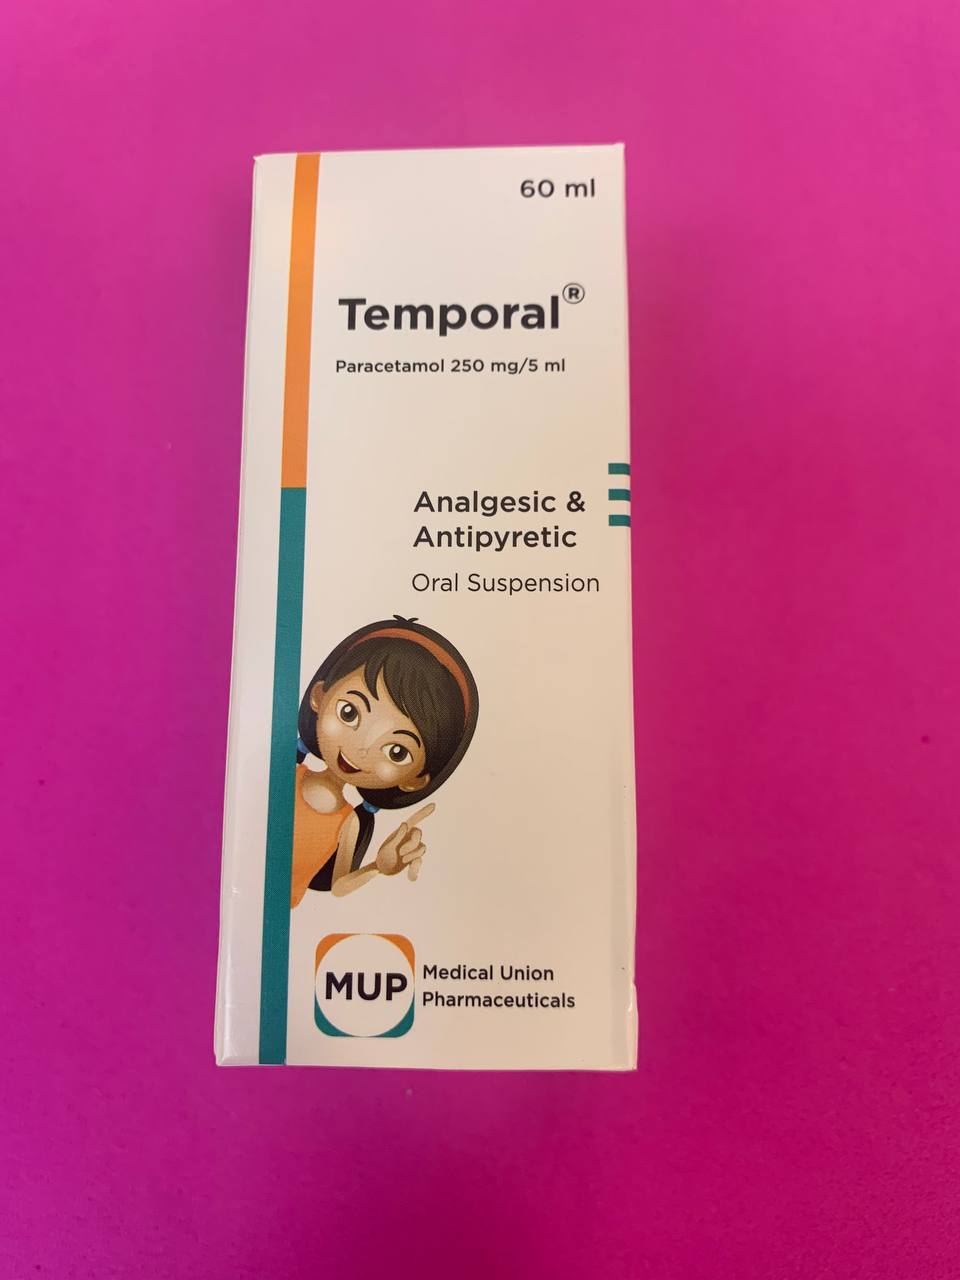 60 ml
Temporal®
Paracetamol 250 mg/5 ml
Analgesic &
Antipyretic
Oral Suspension
MUP
Medical Union
Pharmaceuticals